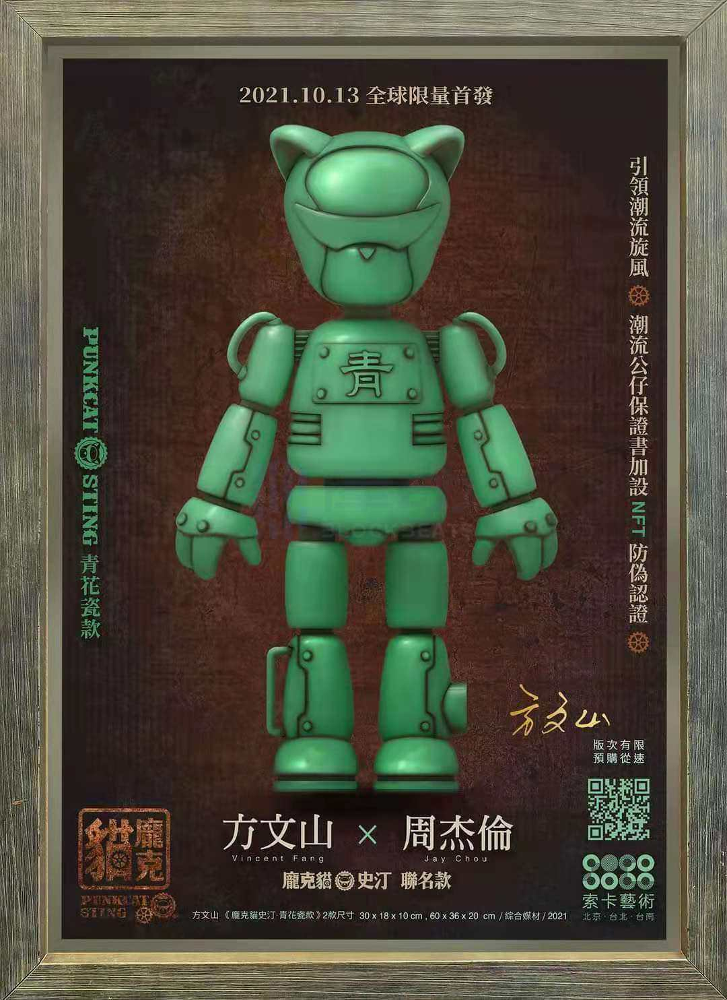 2021.10.13 全球限量首發
引領潮流旋風
潮流公仔保證書加設 NFT 防偽認證
青
PUNKCAT STING 青花瓷款
BLOCKBEATS
方文山
版次有限
預購從速
方文山 × 周杰倫
Vincent Fang Jay Chou
龐克貓 史汀 聯名款
龐克貓
PUNKCAT
STING
索卡藝術
北京·台北·台南
方文山《龐克貓史汀·青花瓷款》2款尺寸 30 x 18 x 10 cm , 60 x 36 x 20 cm / 綜合媒材 / 2021